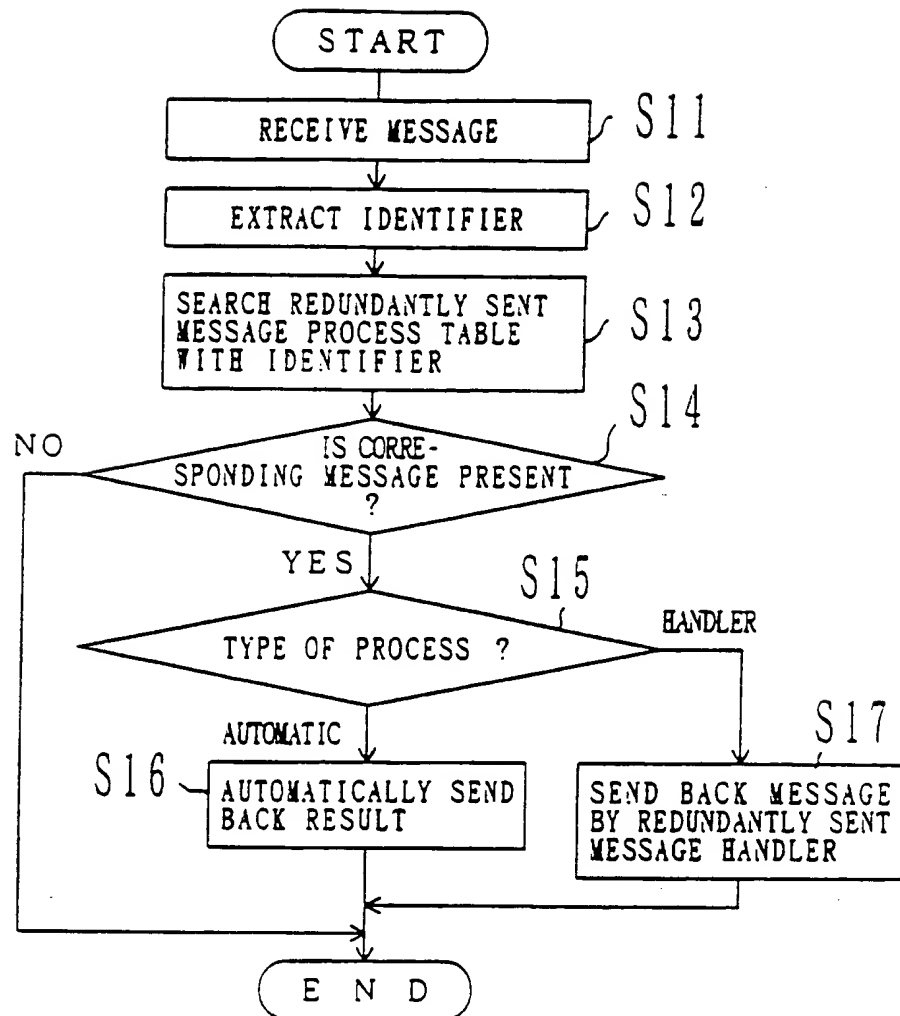 START
RECEIVE MESSAGE
S11
EXTRACT IDENTIFIER
S12
SEARCH REDUNDANTLY SENT
MESSAGE PROCESS TABLE
WITH IDENTIFIER
S13
S14
NO
IS CORRE-
SPONDING MESSAGE PRESENT
?
YES
S15
TYPE OF PROCESS ?
HANDLER
AUTOMATIC
S16
AUTOMATICALLY SEND
BACK RESULT
S17
SEND BACK MESSAGE
BY REDUNDANTLY SENT
MESSAGE HANDLER
END